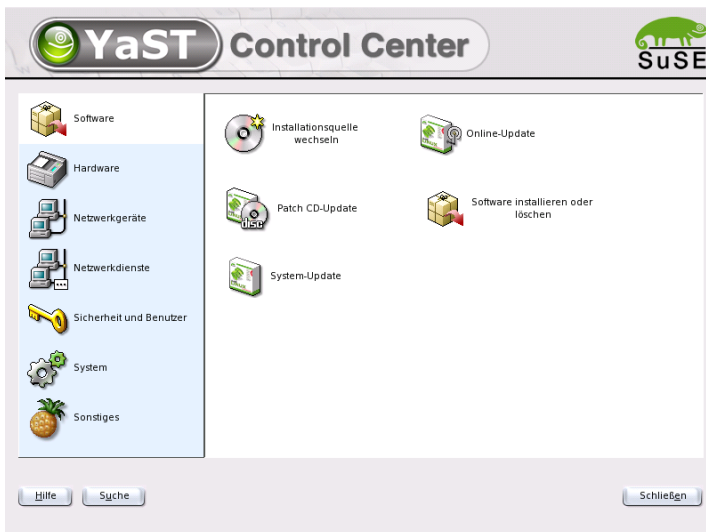 YaST Control Center
SuSE
Software
Hardware
Netzwerkgeräte
Netzwerkdienste
Sicherheit und Benutzer
System
Sonstiges
Installationsquelle
wechseln
Online-Update
Patch CD-Update
disc
Software installieren oder
löschen
System-Update
Hilfe
Suche
Schließen